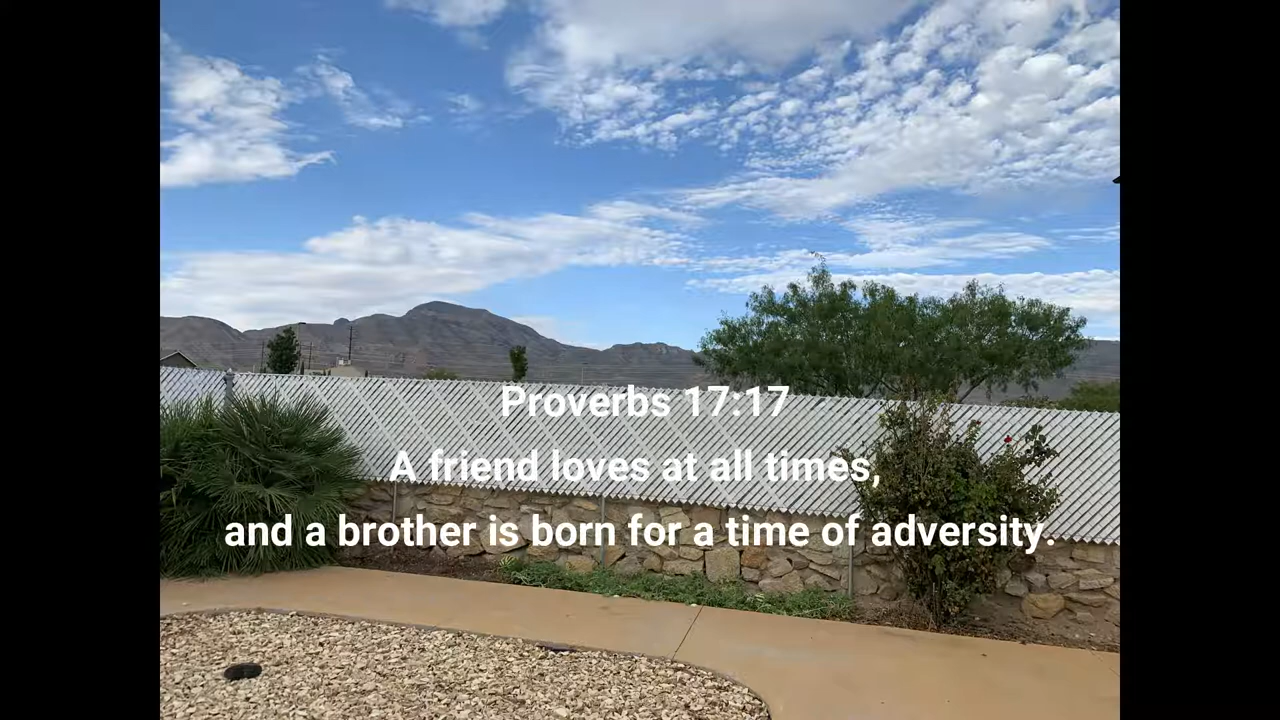 Proverbs 17:17
A friend loves at all times,
and a brother is born for a time of adversity.